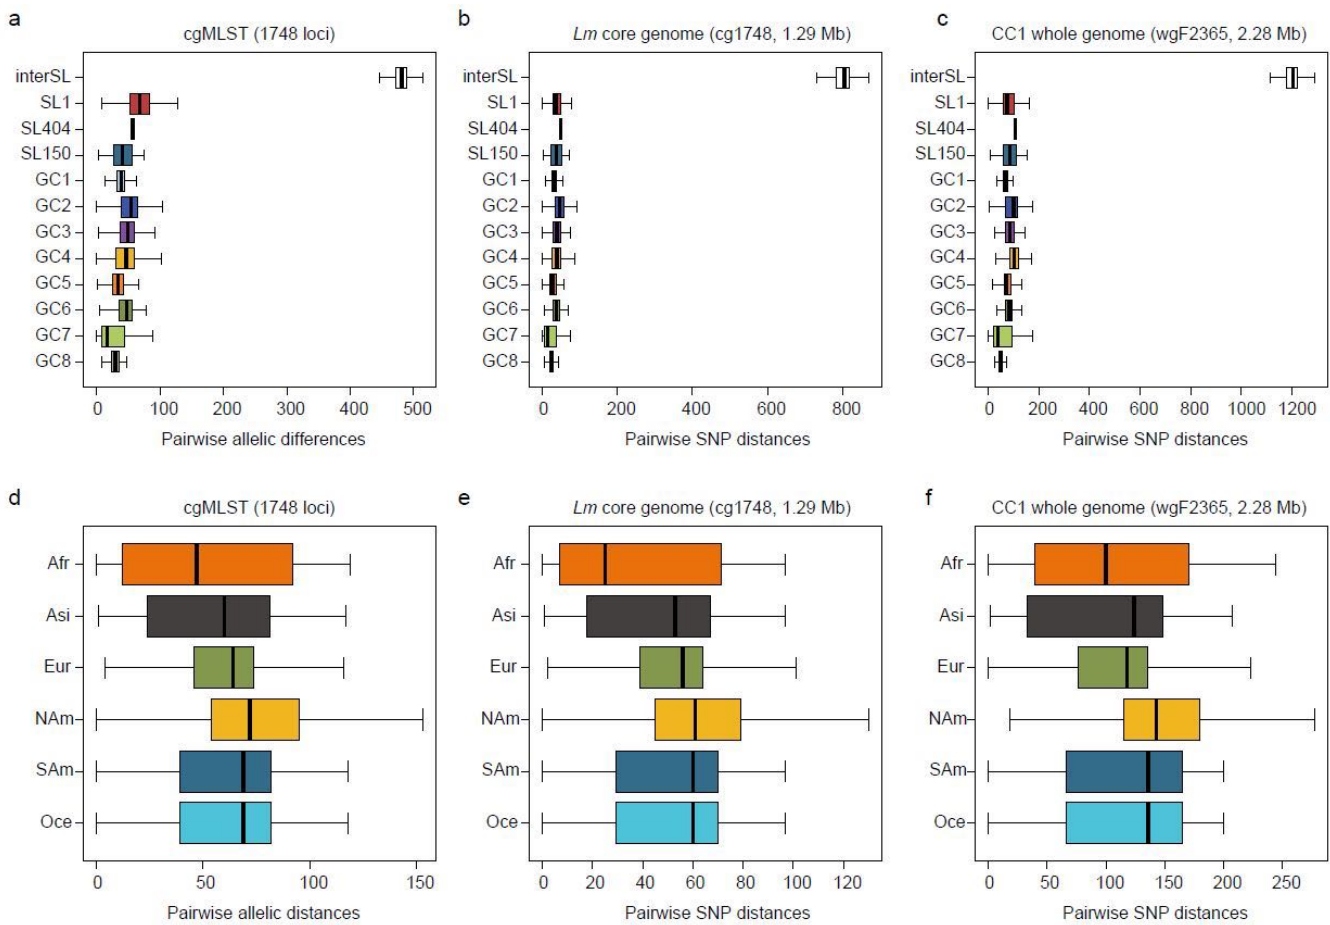 a
cgMLST (1748 loci)
interSL
SL1
SL404
SL150
GC1
GC2
GC3
GC4
GC5
GC6
GC7
GC8
0 100 200 300 400 500
Pairwise allelic differences
b
Lm core genome (cg1748, 1.29 Mb)
interSL
SL1
SL404
SL150
GC1
GC2
GC3
GC4
GC5
GC6
GC7
GC8
0 200 400 600 800
Pairwise SNP distances
c
CC1 whole genome (wgF2365, 2.28 Mb)
interSL
SL1
SL404
SL150
GC1
GC2
GC3
GC4
GC5
GC6
GC7
GC8
0 200 400 600 800 1000 1200
Pairwise SNP distances
d
cgMLST (1748 loci)
Afr
Asi
Eur
NAm
SAm
Oce
0 50 100 150
Pairwise allelic distances
e
Lm core genome (cg1748, 1.29 Mb)
Afr
Asi
Eur
NAm
SAm
Oce
0 20 40 60 80 100 120
Pairwise SNP distances
f
CC1 whole genome (wgF2365, 2.28 Mb)
Afr
Asi
Eur
NAm
SAm
Oce
0 50 100 150 200 250
Pairwise SNP distances